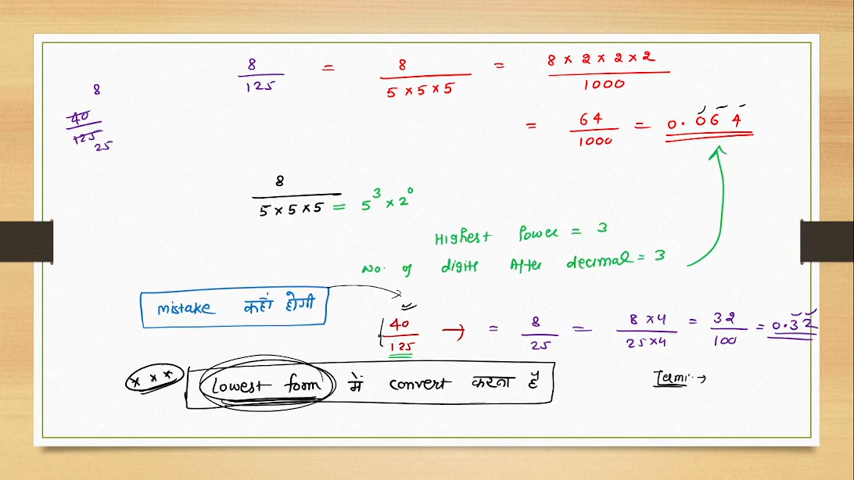 8/125 = 8/(5 × 5 × 5) = (8 × 2 × 2 × 2)/1000
= 64/1000 = 0.064
8
40/125
25
8/(5 × 5 × 5) = 5³ × 2⁰
Highest Power = 3
No. of digits After decimal = 3
mistake कहां होगी
40/125 → = 8/25 = (8 × 4)/(25 × 4) = 32/100 = 0.32
× × × Lowest form में convert करना है
Termi →